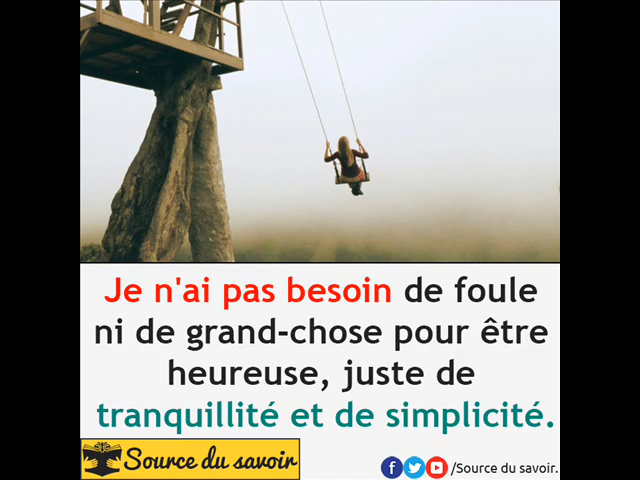 Je n'ai pas besoin de foule
ni de grand-chose pour être
heureuse, juste de
tranquillité et de simplicité.
Source du savoir
/Source du savoir.